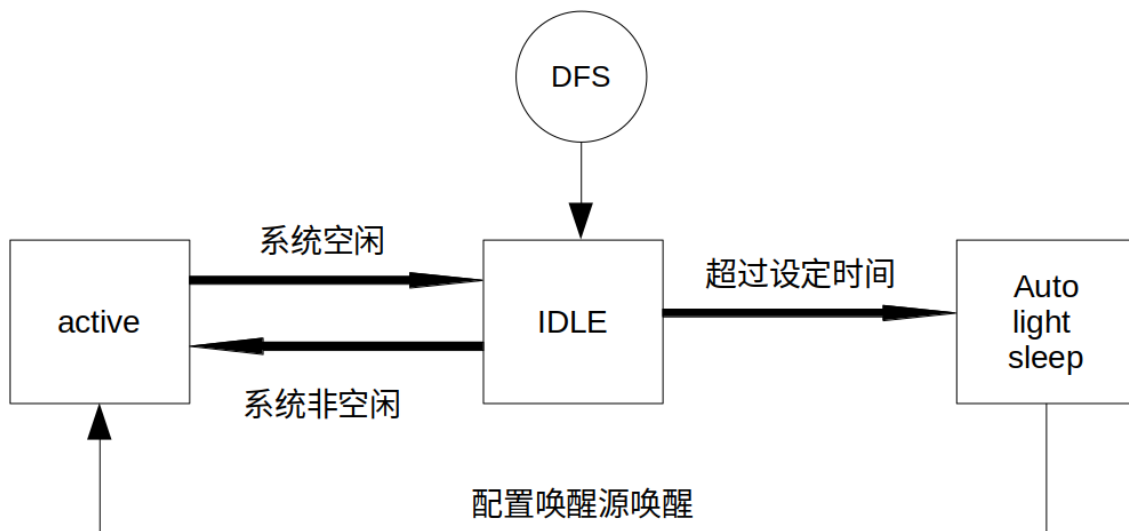 DFS
系统空闲
超过设定时间
active
IDLE
Auto
light
sleep
系统非空闲
配置唤醒源唤醒